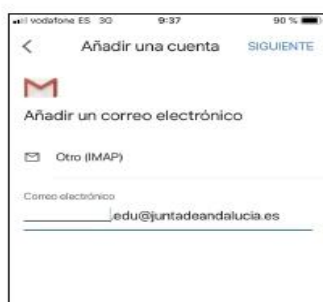 vodafone ES 3G 9:37 90 %
Añadir una cuenta SIGUIENTE
Añadir un correo electrónico
Otro (IMAP)
Correo electrónico
.edu@juntadeandalucia.es